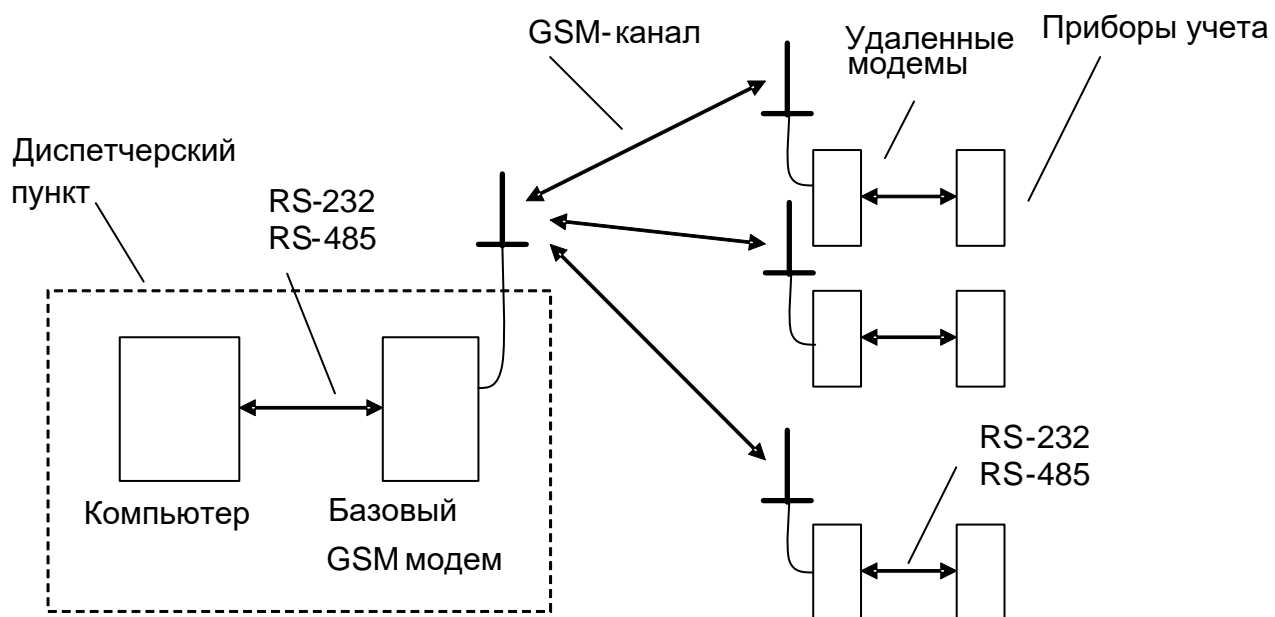 GSM-канал
Удаленные
модемы
Приборы учета
Диспетчерский
пункт
RS-232
RS-485
Компьютер
Базовый
GSM модем
RS-232
RS-485